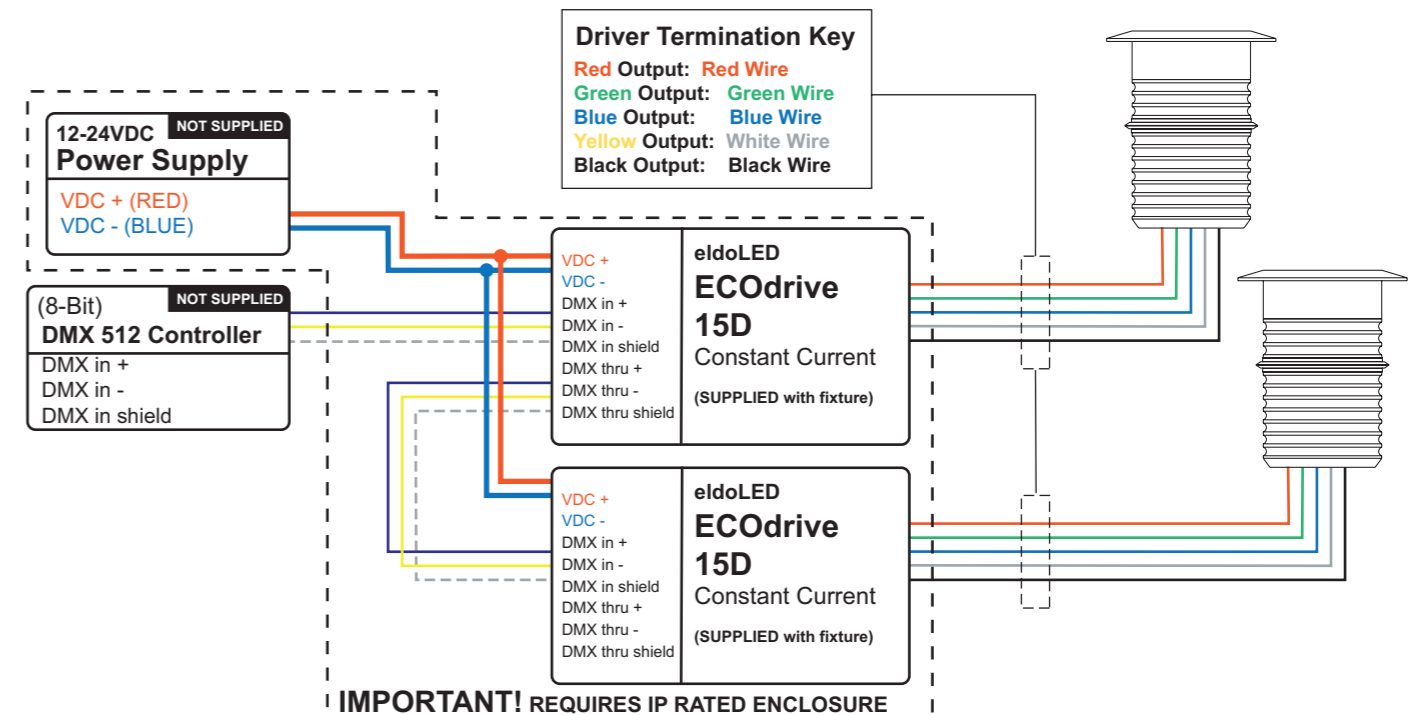 Driver Termination Key
Red Output: Red Wire
Green Output: Green Wire
Blue Output: Blue Wire
Yellow Output: White Wire
Black Output: Black Wire
12-24VDC
NOT SUPPLIED
Power Supply
VDC + (RED)
VDC - (BLUE)
(8-Bit)
NOT SUPPLIED
DMX 512 Controller
DMX in +
DMX in -
DMX in shield
VDC +
VDC -
DMX in +
DMX in -
DMX in shield
DMX thru +
DMX thru -
DMX thru shield
eldoLED
ECOdrive
15D
Constant Current
(SUPPLIED with fixture)
VDC +
VDC -
DMX in +
DMX in -
DMX in shield
DMX thru +
DMX thru -
DMX thru shield
eldoLED
ECOdrive
15D
Constant Current
(SUPPLIED with fixture)
IMPORTANT! REQUIRES IP RATED ENCLOSURE